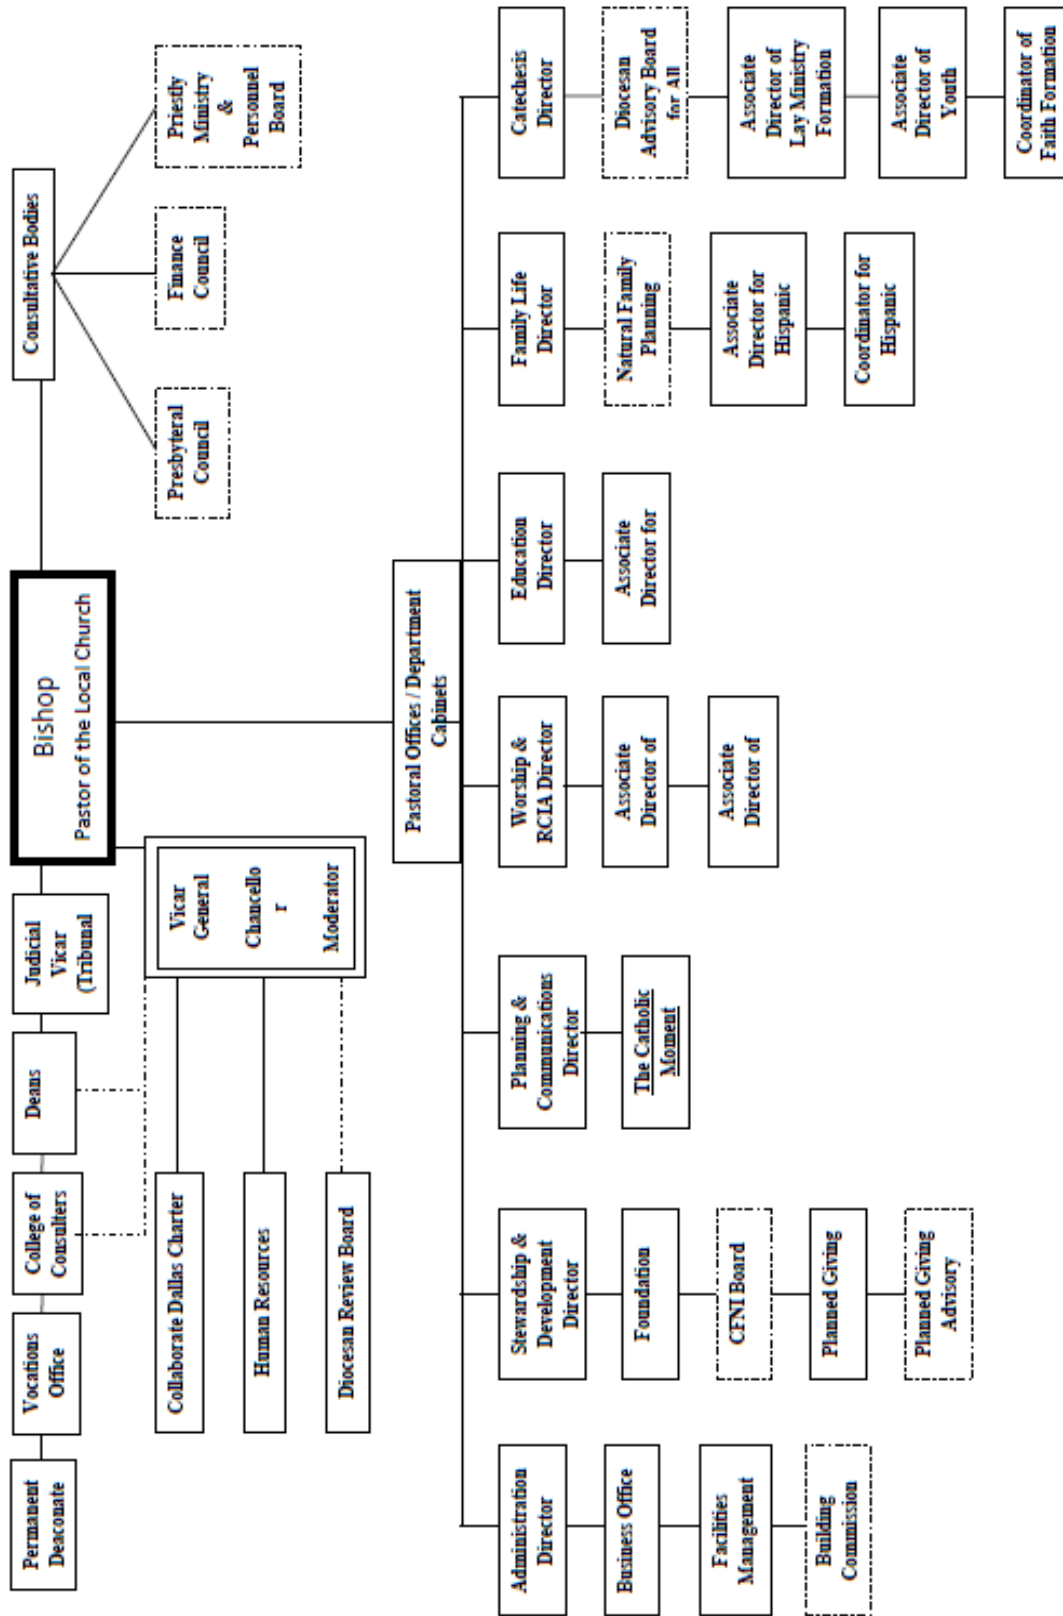 Bishop
Pastor of the Local Church
Consultative Bodies
Presbyteral
Council
Finance
Council
Priestly
Ministry
&
Personnel
Board
Permanent
Deaconate
Vocations
Office
College of
Consulters
Deans
Judicial
Vicar
(Tribunal
Vicar
General
Chancello
r
Moderator
Collaborate Dallas Charter
Human Resources
Diocesan Review Board
Pastoral Offices / Department
Cabinets
Administration
Director
Business Office
Facilities
Management
Building
Commission
Stewardship &
Development
Director
Foundation
CFNI Board
Planned Giving
Planned Giving
Advisory
Planning &
Communications
Director
The Catholic
Moment
Worship &
RCIA Director
Associate
Director of
Associate
Director of
Education
Director
Associate
Director for
Family Life
Director
Natural Family
Planning
Associate
Director for
Hispanic
Coordinator for
Hispanic
Catechesis
Director
Diocesan
Advisory Board
for All
Associate
Director of
Lay Ministry
Formation
Associate
Director of
Youth
Coordinator of
Faith Formation